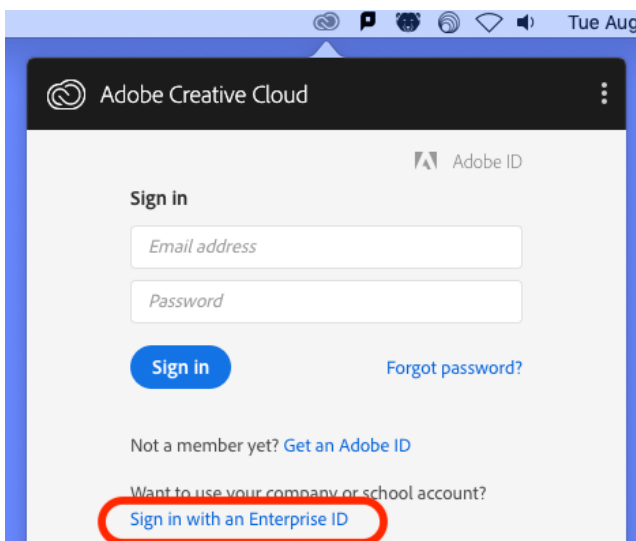 Tue Aug
Adobe Creative Cloud
Adobe ID
Sign in
Email address
Password
Sign in Forgot password?
Not a member yet? Get an Adobe ID
Want to use your company or school account?
Sign in with an Enterprise ID